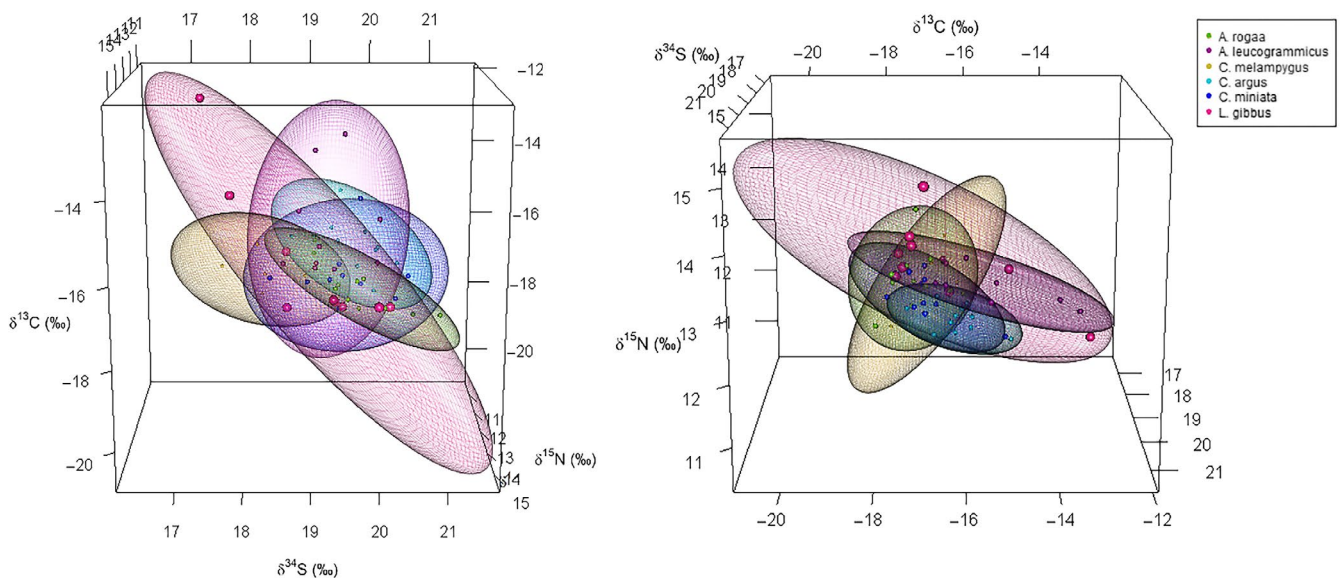 17 18 19 20 21
-12
-14
-16
-18
-20
-14
-16
δ¹³C (‰)
-18
-20
11
12
13
14
15
δ¹⁵N (‰)
17 18 19 20 21
δ³⁴S (‰)
δ¹³C (‰)
δ³⁴S (‰)
-20 -18 -16 -14
17
18
19
20
21
15
14
13
12
11
15
14
δ¹⁵N (‰) 13
12
11
17
18
19
20
21
-20 -18 -16 -14 -12
A. rogaa
A. leucogrammicus
C. melampygus
C. argus
C. miniata
L. gibbus